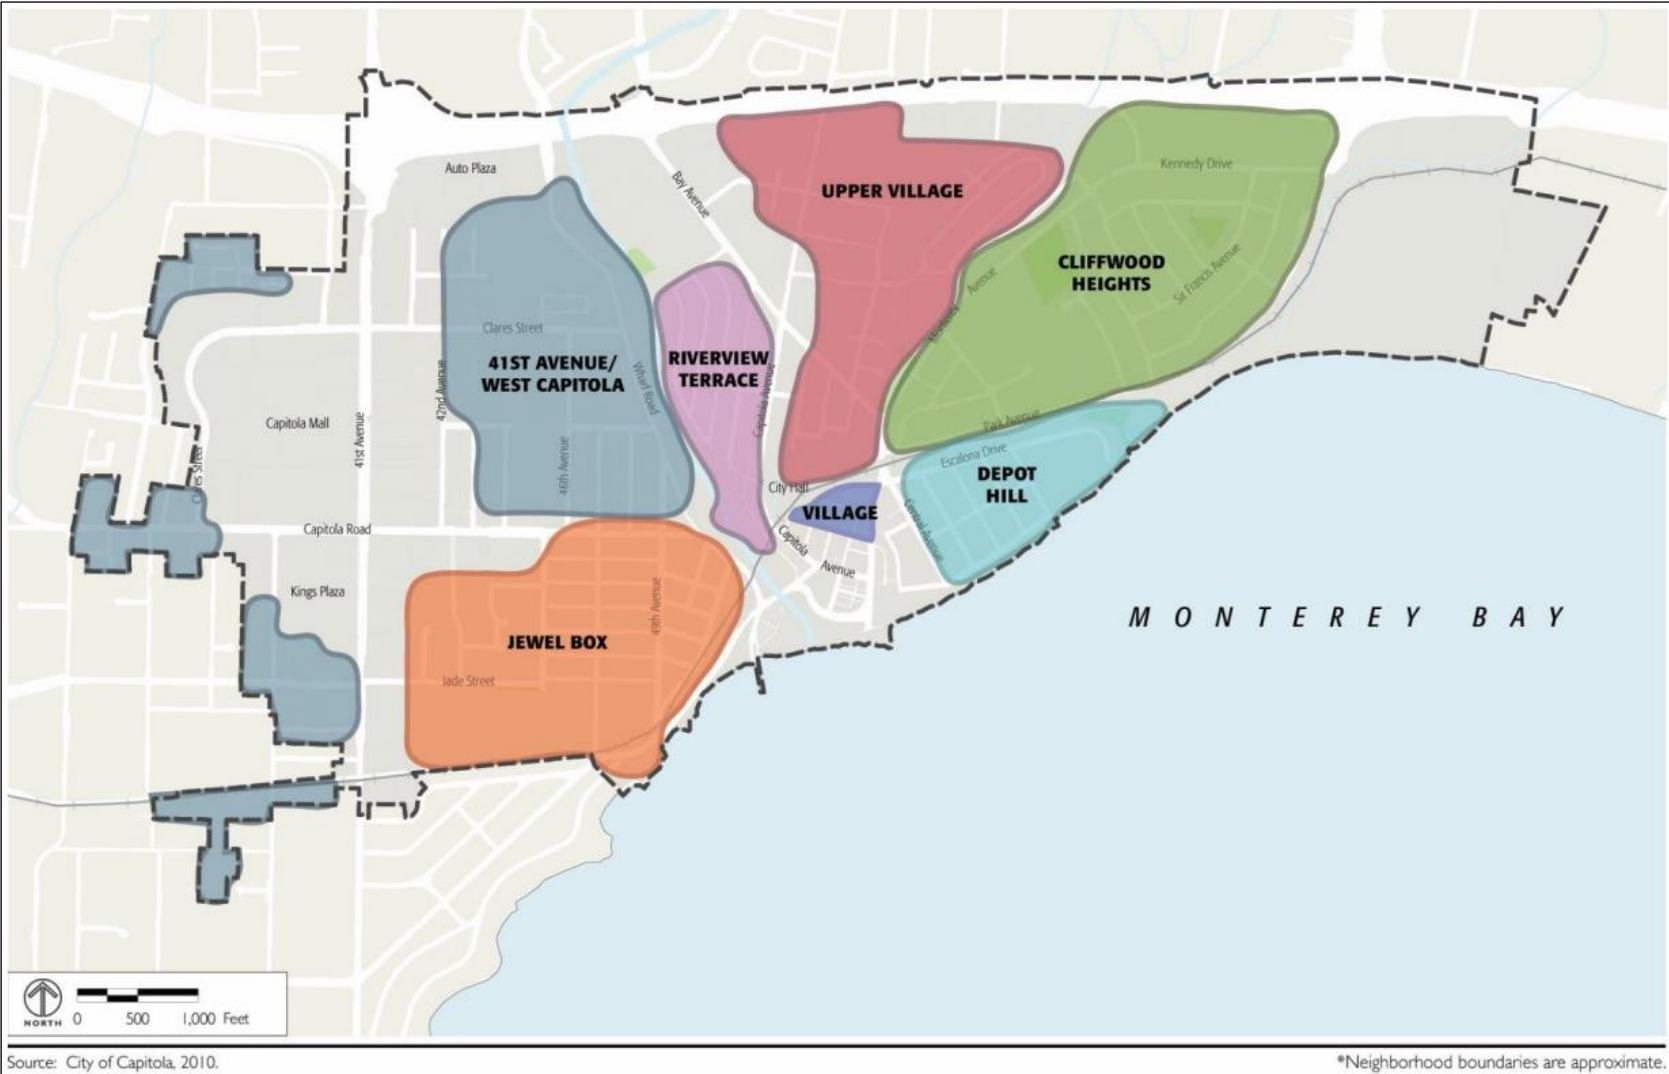 Auto Plaza
Bay Avenue
UPPER VILLAGE
Kennedy Drive
CLIFFWOOD
HEIGHTS
Sir Francis Avenue
Monterey
Avenue
Clares Street
41ST AVENUE/
WEST CAPITOLA
RIVERVIEW
TERRACE
Wharf Road
Capitola Avenue
42nd Avenue
Capitola Mall
41st Avenue
46th Avenue
Clares Street
Park Avenue
Escalona Drive
DEPOT
HILL
City Hall
VILLAGE
Central Avenue
Capitola Road
Capitola
Avenue
Kings Plaza
49th Avenue
JEWEL BOX
Jade Street
MONTEREY BAY
NORTH
0 500 1,000 Feet
Source: City of Capitola, 2010.
*Neighborhood boundaries are approximate.